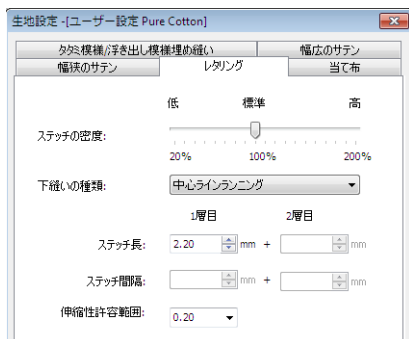 生地設定 -[ユーザー設定 Pure Cotton]
タタミ模様/浮き出し模様埋め縫い 幅広のサテン
幅狭のサテン レタリング 当て布
低 標準 高
ステッチの密度:
20% 100% 200%
下縫いの種類: 中心ラインランニング
1層目 2層目
ステッチ長: 2.20 mm + mm
ステッチ間隔: mm + mm
伸縮性許容範囲: 0.20